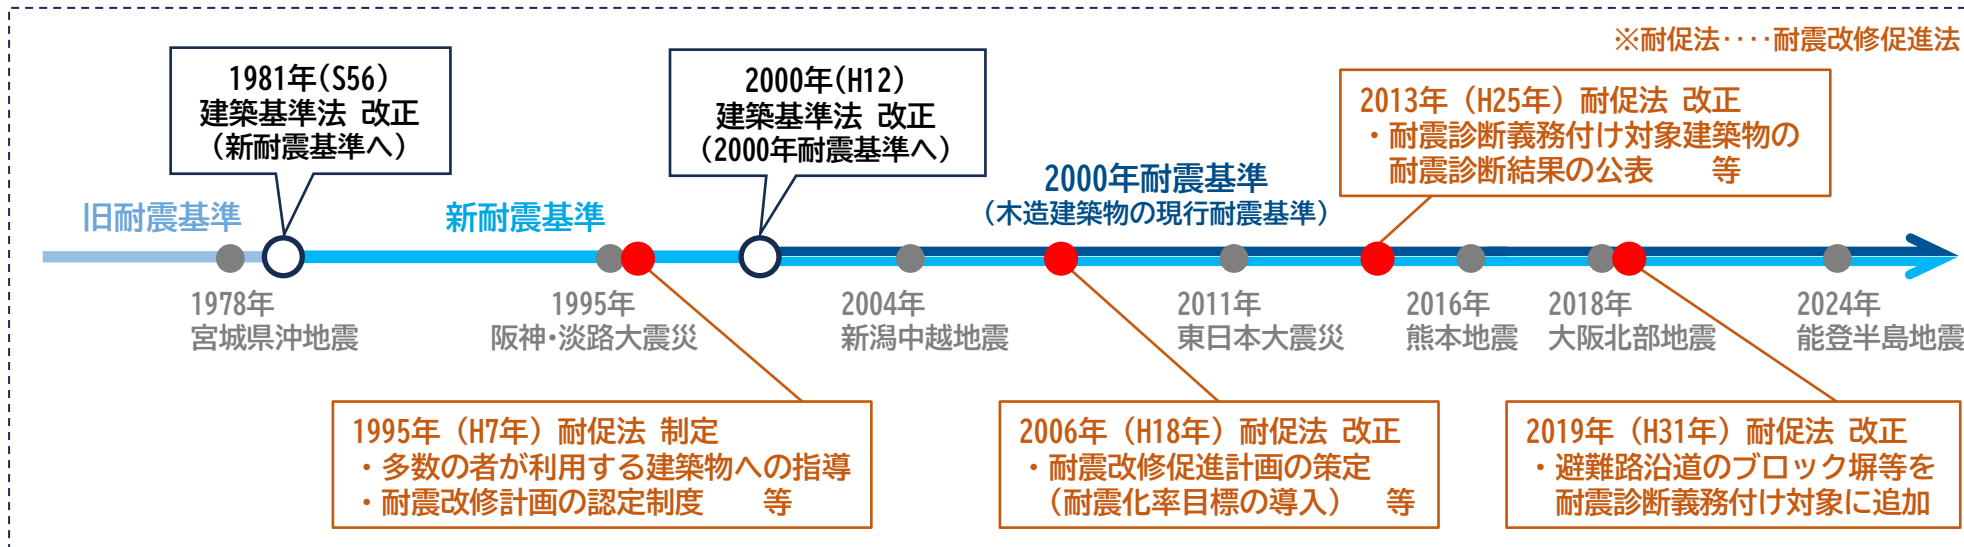 ※耐促法････耐震改修促進法
1981年(S56)
建築基準法 改正
(新耐震基準へ)
2000年(H12)
建築基準法 改正
(2000年耐震基準へ)
2013年（H25年）耐促法 改正
・耐震診断義務付け対象建築物の
耐震診断結果の公表　　等
旧耐震基準
新耐震基準
2000年耐震基準
(木造建築物の現行耐震基準)
1978年
宮城県沖地震
1995年
阪神･淡路大震災
2004年
新潟中越地震
2011年
東日本大震災
2016年
熊本地震
2018年
大阪北部地震
2024年
能登半島地震
1995年（H7年）耐促法 制定
・多数の者が利用する建築物への指導
・耐震改修計画の認定制度　　等
2006年（H18年）耐促法 改正
・耐震改修促進計画の策定
（耐震化率目標の導入）　等
2019年（H31年）耐促法 改正
・避難路沿道のブロック塀等を
耐震診断義務付け対象に追加